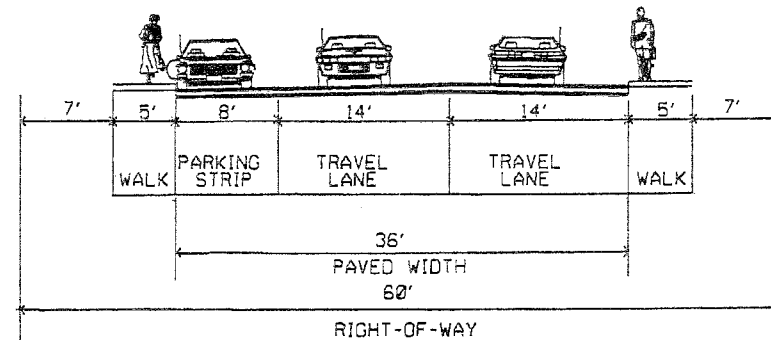 7' 5' 8' 14' 14' 5' 7'
WALK PARKING STRIP TRAVEL LANE TRAVEL LANE WALK
36'
PAVED WIDTH
60'
RIGHT-OF-WAY